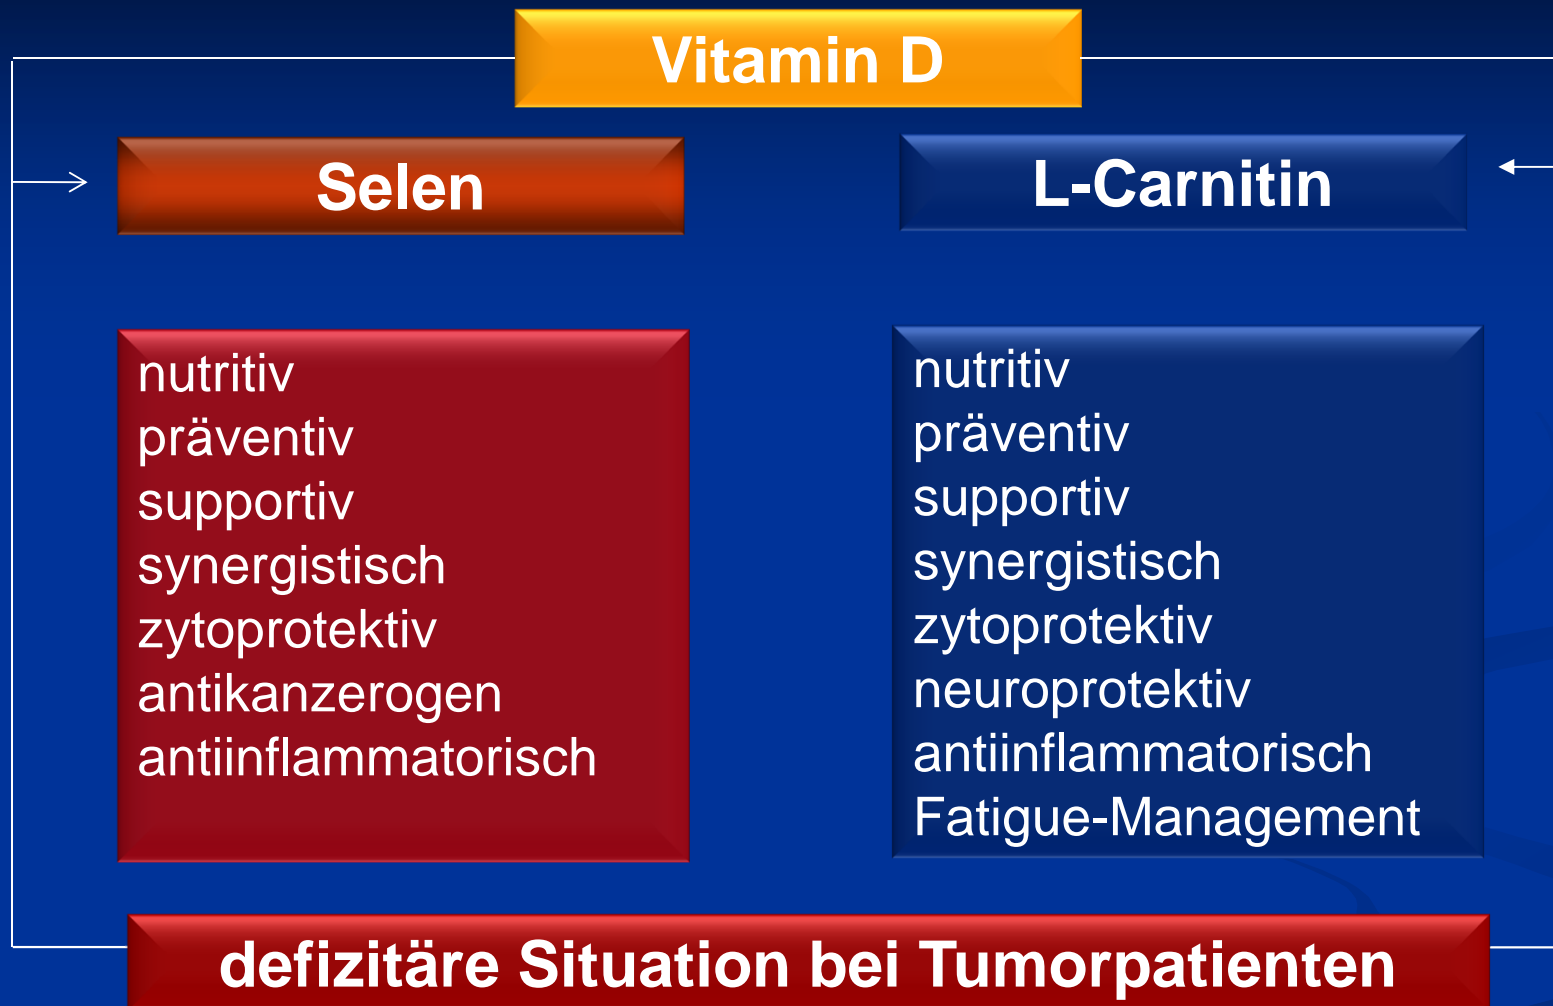 Vitamin D
Selen
L-Carnitin
nutritiv
präventiv
supportiv
synergistisch
zytoprotektiv
antikanzerogen
antiinflammatorisch
nutritiv
präventiv
supportiv
synergistisch
zytoprotektiv
neuroprotektiv
antiinflammatorisch
Fatigue-Management
defizitäre Situation bei Tumorpatienten